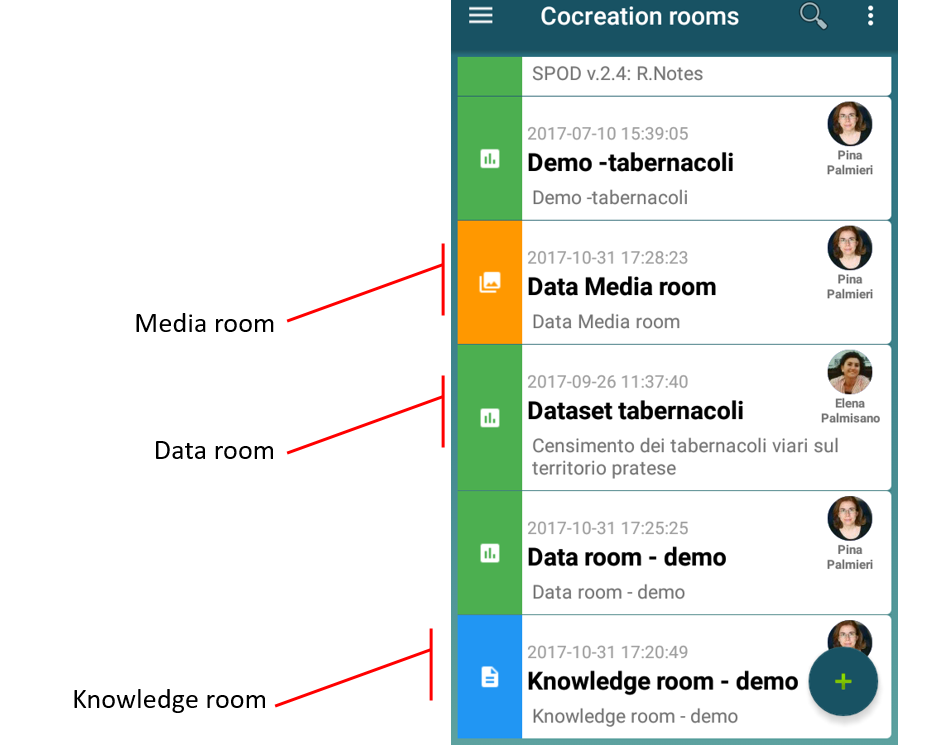 Cocreation rooms
SPOD v.2.4: R.Notes
2017-07-10 15:39:05
Demo -tabernacoli
Demo -tabernacoli
Pina
Palmieri
Media room
2017-10-31 17:28:23
Data Media room
Data Media room
Pina
Palmieri
Data room
2017-09-26 11:37:40
Dataset tabernacoli
Censimento dei tabernacoli viari sul
territorio pratese
Elena
Palmisano
2017-10-31 17:25:25
Data room - demo
Data room - demo
Pina
Palmieri
Knowledge room
2017-10-31 17:20:49
Knowledge room - demo
Knowledge room - demo
+